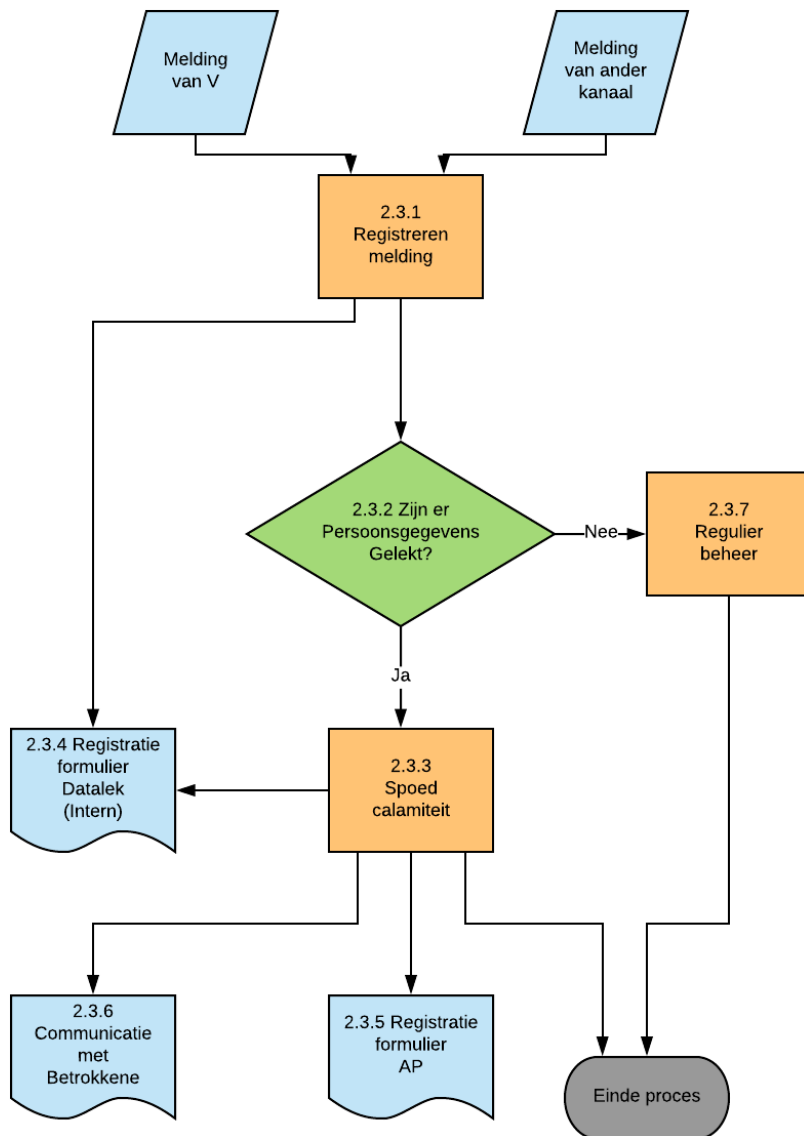 Melding
van V
Melding
van ander
kanaal
2.3.1
Registreren
melding
2.3.2 Zijn er
Persoonsgegevens
Gelekt?
Nee
2.3.7
Regulier
beheer
Ja
2.3.4 Registratie
formulier
Datalek
(Intern)
2.3.3
Spoed
calamiteit
2.3.6
Communicatie
met
Betrokkene
2.3.5 Registratie
formulier
AP
Einde proces